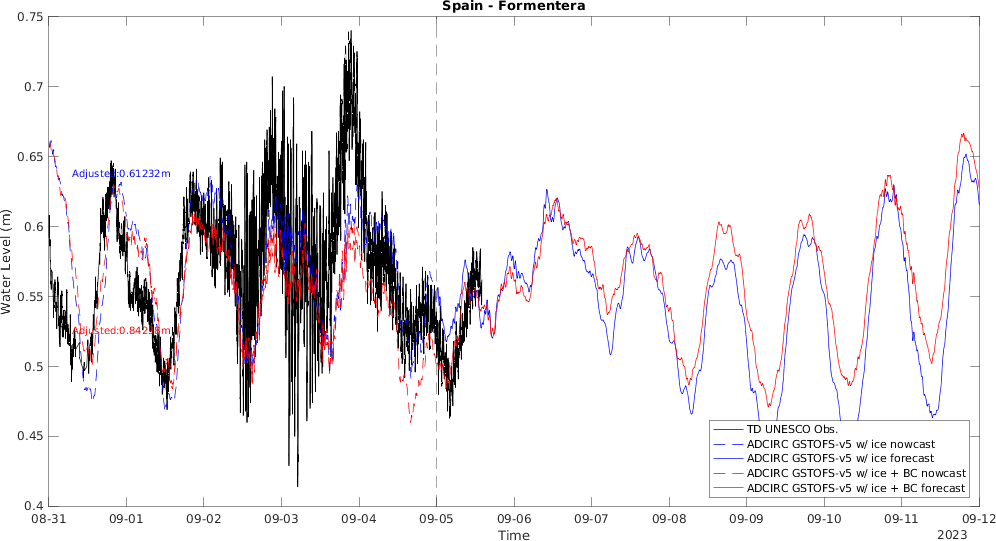 Spain - Formentera
0.75
0.7
0.65
0.6
0.55
0.5
0.45
0.4
Water Level (m)
Adjusted:0.61232m
TD UNESCO Obs.
ADCIRC GSTOFS-v5 w/ ice nowcast
ADCIRC GSTOFS-v5 w/ ice forecast
ADCIRC GSTOFS-v5 w/ ice + BC nowcast
ADCIRC GSTOFS-v5 w/ ice + BC forecast
08-31 09-01 09-02 09-03 09-04 09-05 09-06 09-07 09-08 09-09 09-10 09-11 09-12
Time
2023